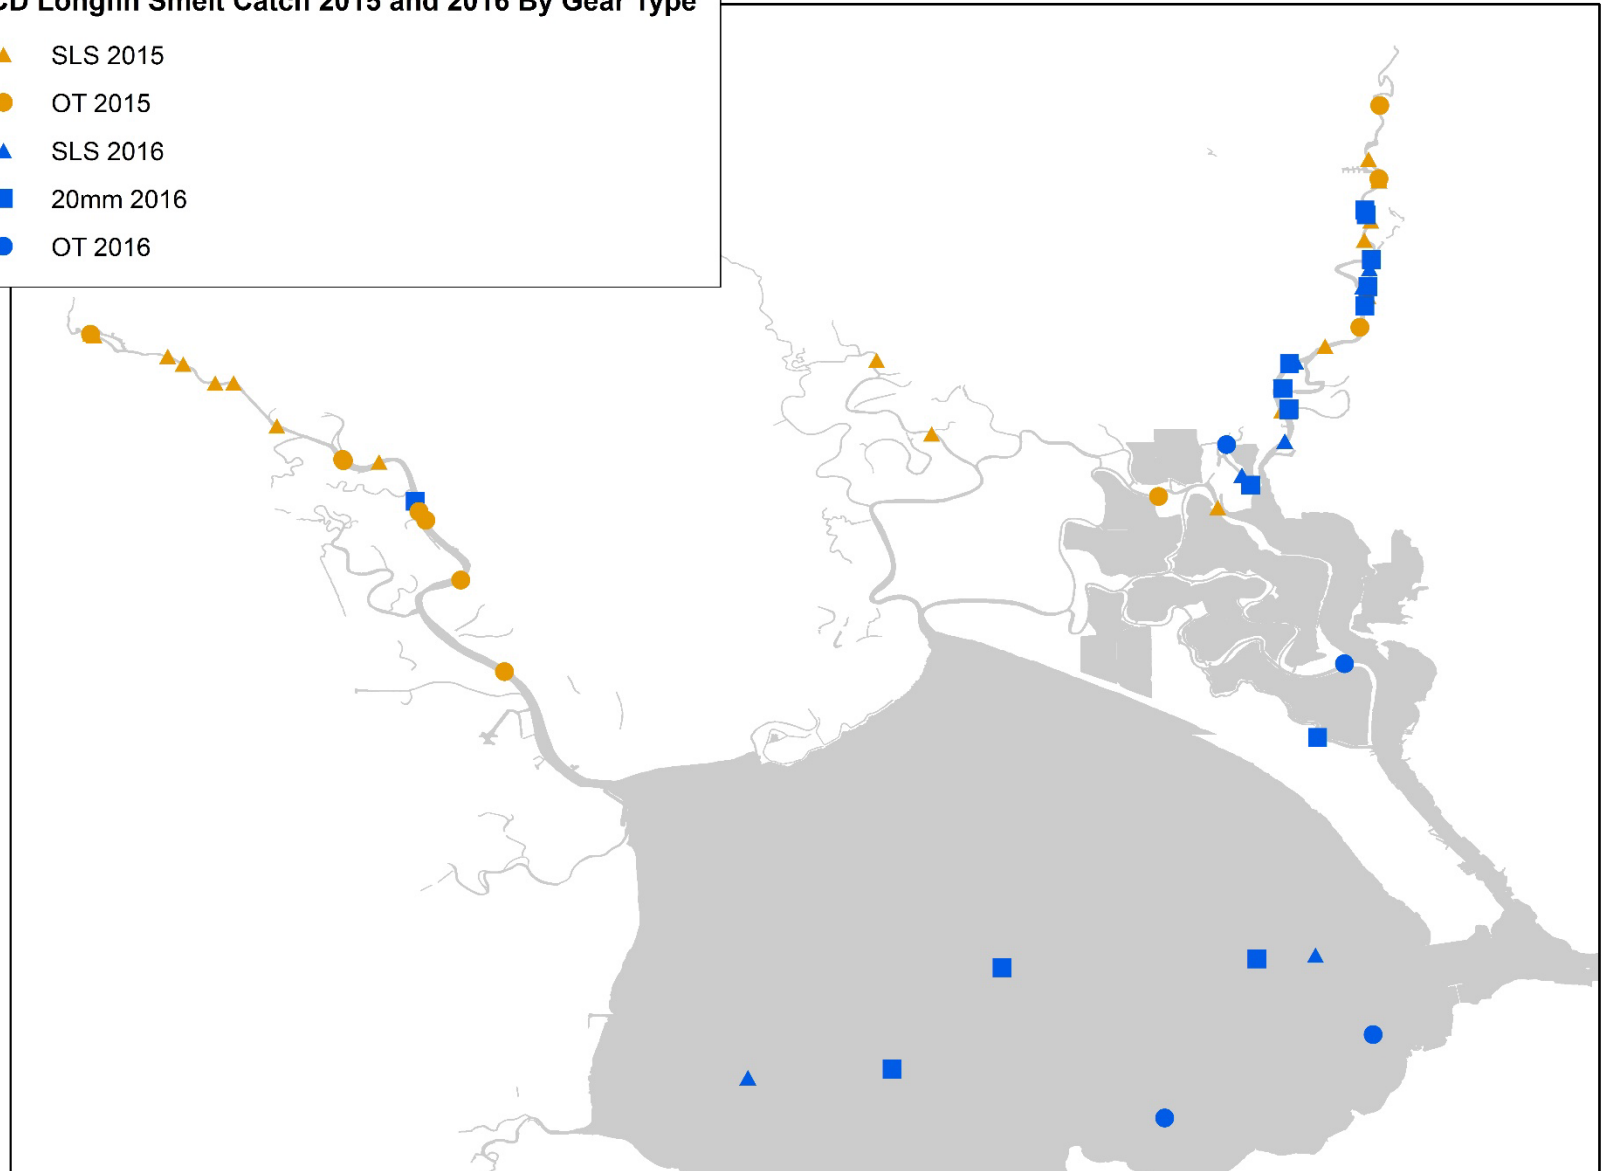 CD Longfin Smelt Catch 2015 and 2016 By Gear Type
SLS 2015
OT 2015
SLS 2016
20mm 2016
OT 2016